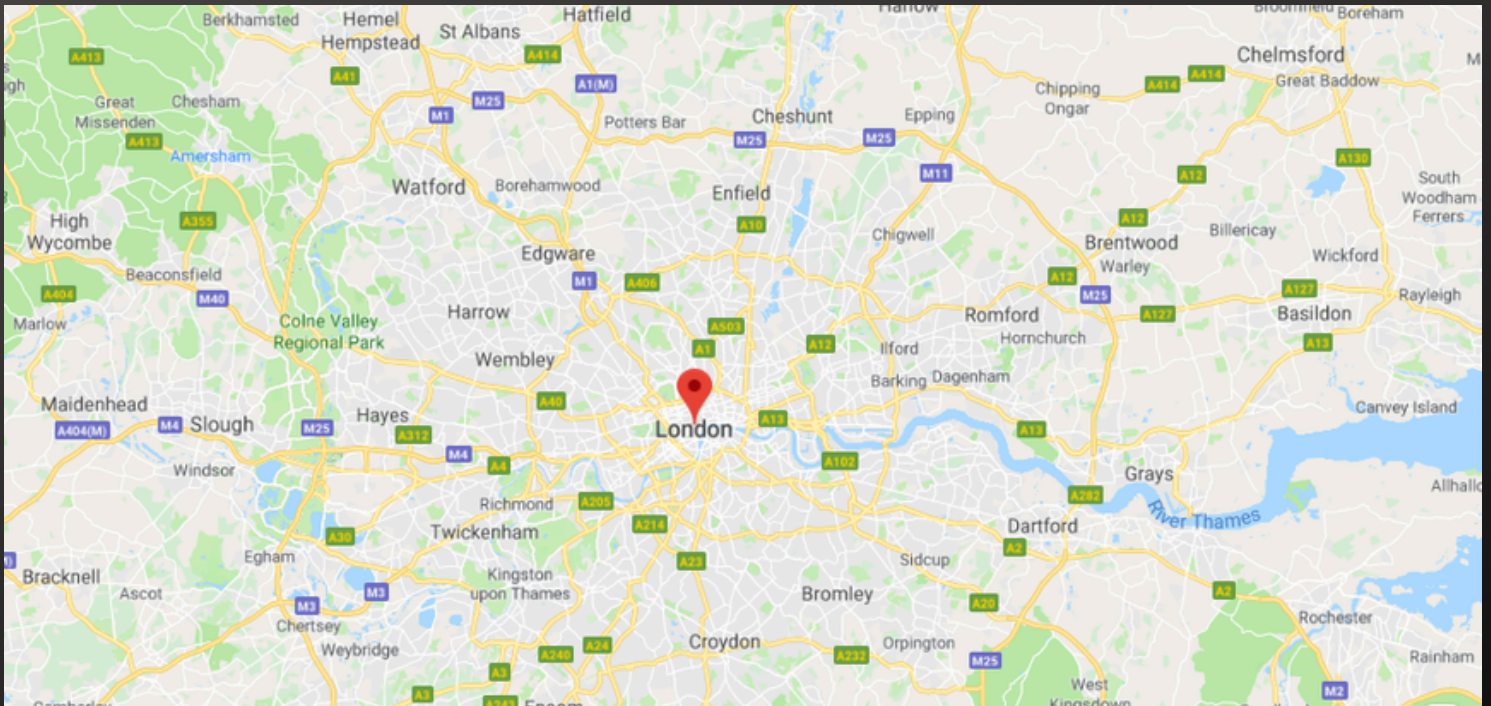 Berkhamsted
Hemel
Hempstead
St Albans
Hatfield
Boreham
Chelmsford
Great Baddow
A413
A41
A414
A1(M)
M25
M1
Chipping
Ongar
A414
A414
Great
Missenden
Chesham
A413
Amersham
Potters Bar
Cheshunt
M25
M25
Epping
M11
A130
A12
Watford
Borehamwood
Enfield
South
Woodham
Ferrers
High
Wycombe
A355
A10
A12
Brentwood
Warley
Billericay
Chigwell
Edgware
Wickford
Beaconsfield
M40
M1
A406
A12
M25
A127
A127
Rayleigh
Basildon
A404
Marlow
Colne Valley
Regional Park
Harrow
A503
A1
A12
Romford
Hornchurch
A13
Wembley
Ilford
Barking
Dagenham
Maidenhead
A404(M)
M4
Slough
M25
Hayes
A312
A40
London
A13
A13
Canvey Island
Windsor
M4
A4
A102
Grays
A282
River Thames
Richmond
A205
Twickenham
A214
A30
Dartford
A2
Egham
A23
Sidcup
Bracknell
Ascot
Kingston
upon Thames
Bromley
A20
A2
M3
M3
Chertsey
Rochester
Weybridge
Croydon
A24
A240
A232
Orpington
M25
Rainham
A3
A3
West
Kingsdown
M2